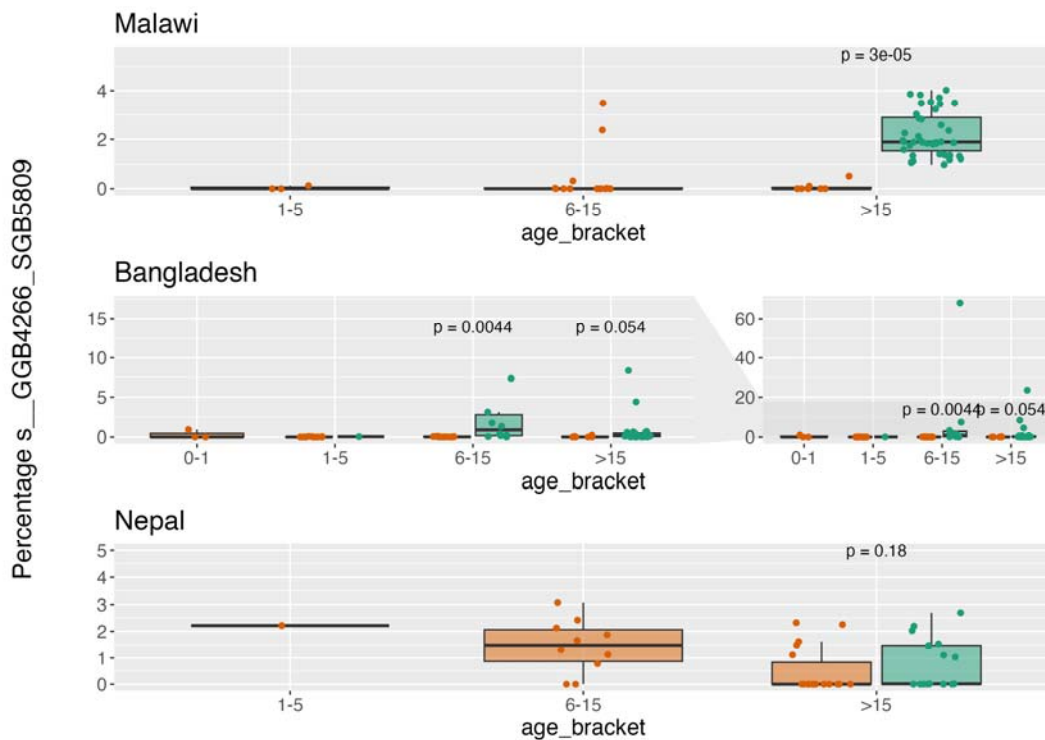 Percentage s__GGB4266_SGB5809
Malawi
p = 3e-05
4
2
0
1-5 6-15 >15
age_bracket
Bangladesh
15
10
5
0
p = 0.0044 p = 0.054
0-1 1-5 6-15 >15
age_bracket
60
40
20
0
p = 0.0044 p = 0.054
0-1 1-5 6-15 >15
Nepal
5
4
3
2
1
0
p = 0.18
1-5 6-15 >15
age_bracket